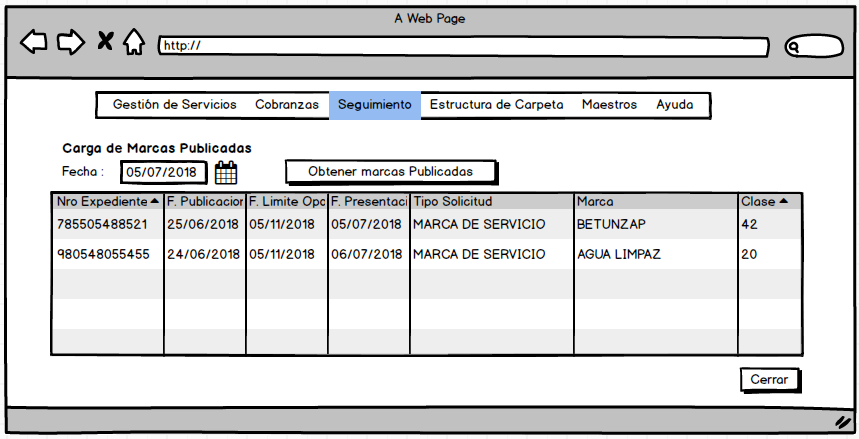 A Web Page
http://
Gestión de Servicios Cobranzas Seguimiento Estructura de Carpeta Maestros Ayuda
Carga de Marcas Publicadas
Fecha : 05/07/2018 Obtener marcas Publicadas
Nro Expediente F. Publicacion F. Limite Opo F. Presentaci Tipo Solicitud Marca Clase
785505488521 25/06/2018 05/11/2018 05/07/2018 MARCA DE SERVICIO BETUNZAP 42
980548055455 24/06/2018 05/11/2018 06/07/2018 MARCA DE SERVICIO AGUA LIMPAZ 20
Cerrar